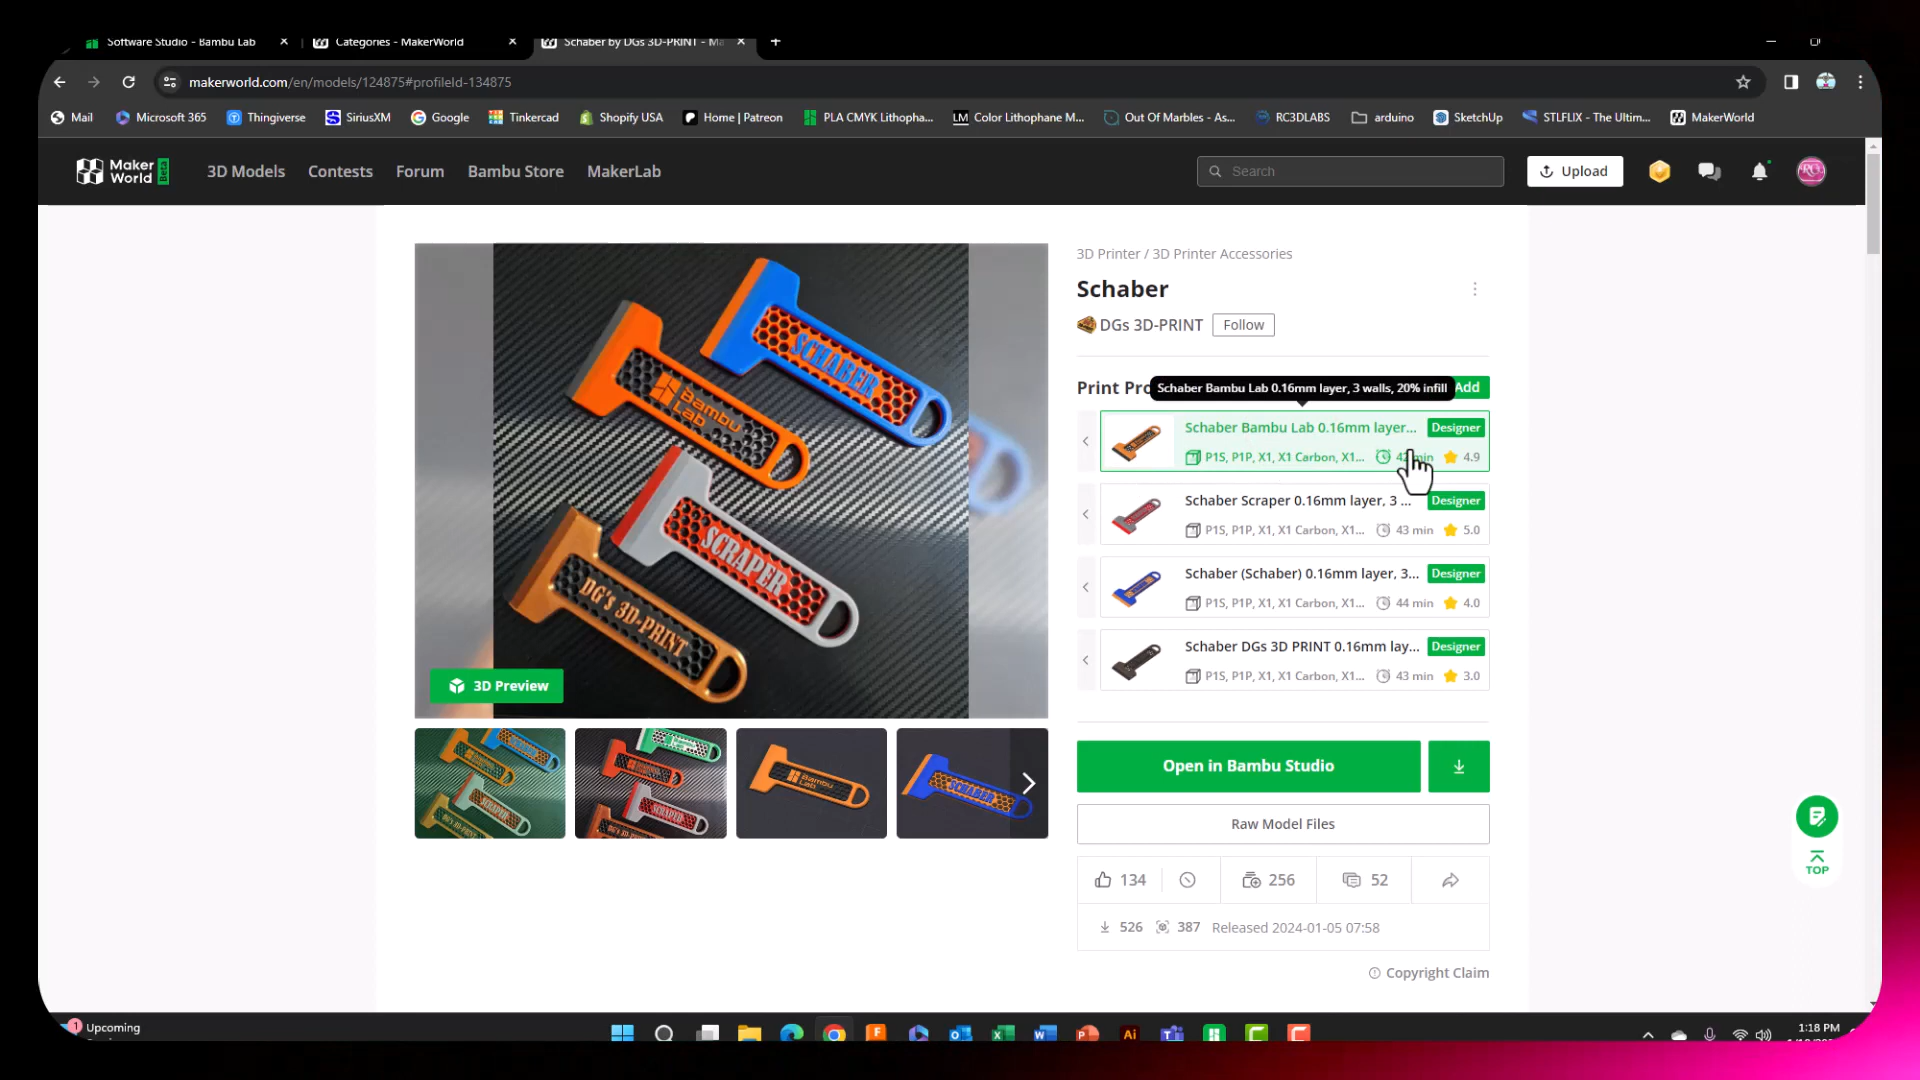 Software Studio - Bambu Lab
Categories - MakerWorld
Schaber by DGs 3D-PRINT - Ma
makerworld.com/en/models/124875#profileId-134875
Mail
Microsoft 365
Thingiverse
SiriusXM
Google
Tinkercad
Shopify USA
Home | Patreon
PLA CMYK Lithopha...
LM Color Lithophane M...
Out Of Marbles - As...
RC3DLABS
arduino
SketchUp
STLFLIX - The Ultim...
MakerWorld
Maker World Beta
3D Models
Contests
Forum
Bambu Store
MakerLab
Search
Upload
3D Printer / 3D Printer Accessories
Schaber
DGs 3D-PRINT
Follow
Print Pro
Schaber Bambu Lab 0.16mm layer, 3 walls, 20% infill
Add
Schaber Bambu Lab 0.16mm layer...
Designer
P1S, P1P, X1, X1 Carbon, X1...
42 min
4.9
Schaber Scraper 0.16mm layer, 3 ...
Designer
P1S, P1P, X1, X1 Carbon, X1...
43 min
5.0
Schaber (Schaber) 0.16mm layer, 3...
Designer
P1S, P1P, X1, X1 Carbon, X1...
44 min
4.0
Schaber DGs 3D PRINT 0.16mm lay...
Designer
P1S, P1P, X1, X1 Carbon, X1...
43 min
3.0
SCHABER
Bambu Lab
SCRAPER
DG's 3D-PRINT
3D Preview
Open in Bambu Studio
Raw Model Files
134
256
52
526
387
Released 2024-01-05 07:58
Copyright Claim
TOP
1
Upcoming
1:18 PM